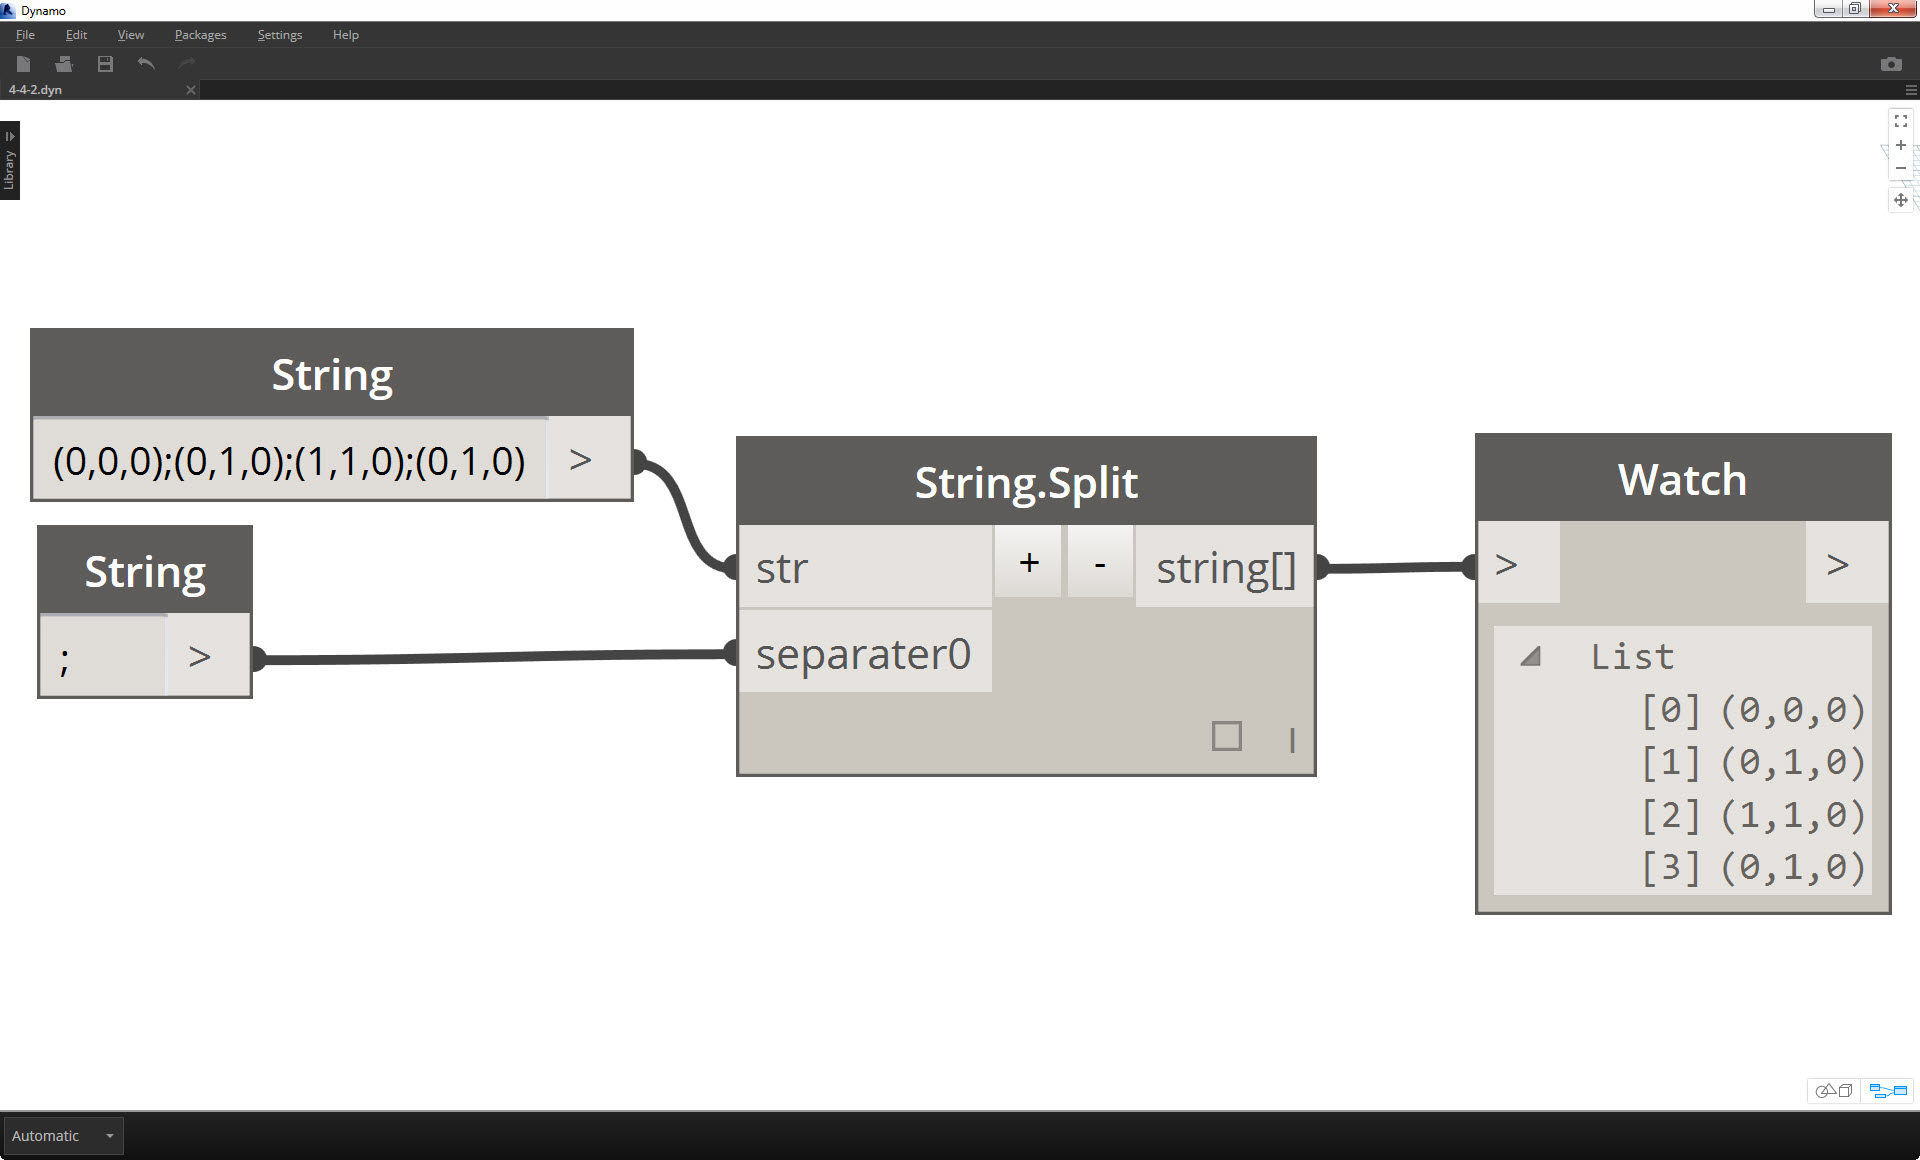 Dynamo
File Edit View Packages Settings Help
4-4-2.dyn
Library
String
(0,0,0);(0,1,0);(1,1,0);(0,1,0) >
String
; >
String.Split
str + - string[]
separater0
Watch
> >
List
[0] (0,0,0)
[1] (0,1,0)
[2] (1,1,0)
[3] (0,1,0)
Automatic